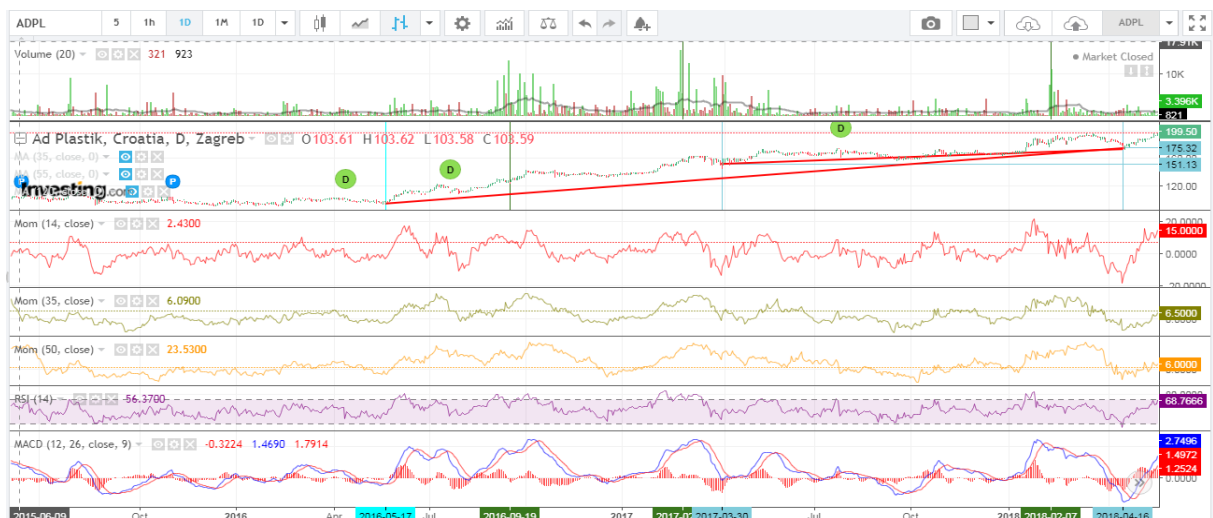 ADPL 5 1h 1D 1M 1D ADPL
Volume (20) 321 923
17.91K
Market Closed
10K
3.396K
821
Ad Plastik, Croatia, D, Zagreb O103.61 H103.62 L103.58 C103.59
D
199.50
MA (35, close, 0)
175.32
MA (55, close, 0)
D
D
151.13
P
P
Investing.com
120.00
Mom (14, close) 2.4300
20.0000
15.0000
0.0000
-20.0000
Mom (35, close) 6.0900
6.5000
Mom (50, close) 23.5300
6.0000
RSI (14) 56.3700
68.7666
MACD (12, 26, close, 9) -0.3224 1.4690 1.7914
2.7496
1.4972
1.2524
0.0000
2015-06-09 Oct 2016 Apr 2016-05-17 Jul 2016-09-19 2017 2017-02 2017-03-30 Jul Oct 2018 2018-02-07 2018-04-16